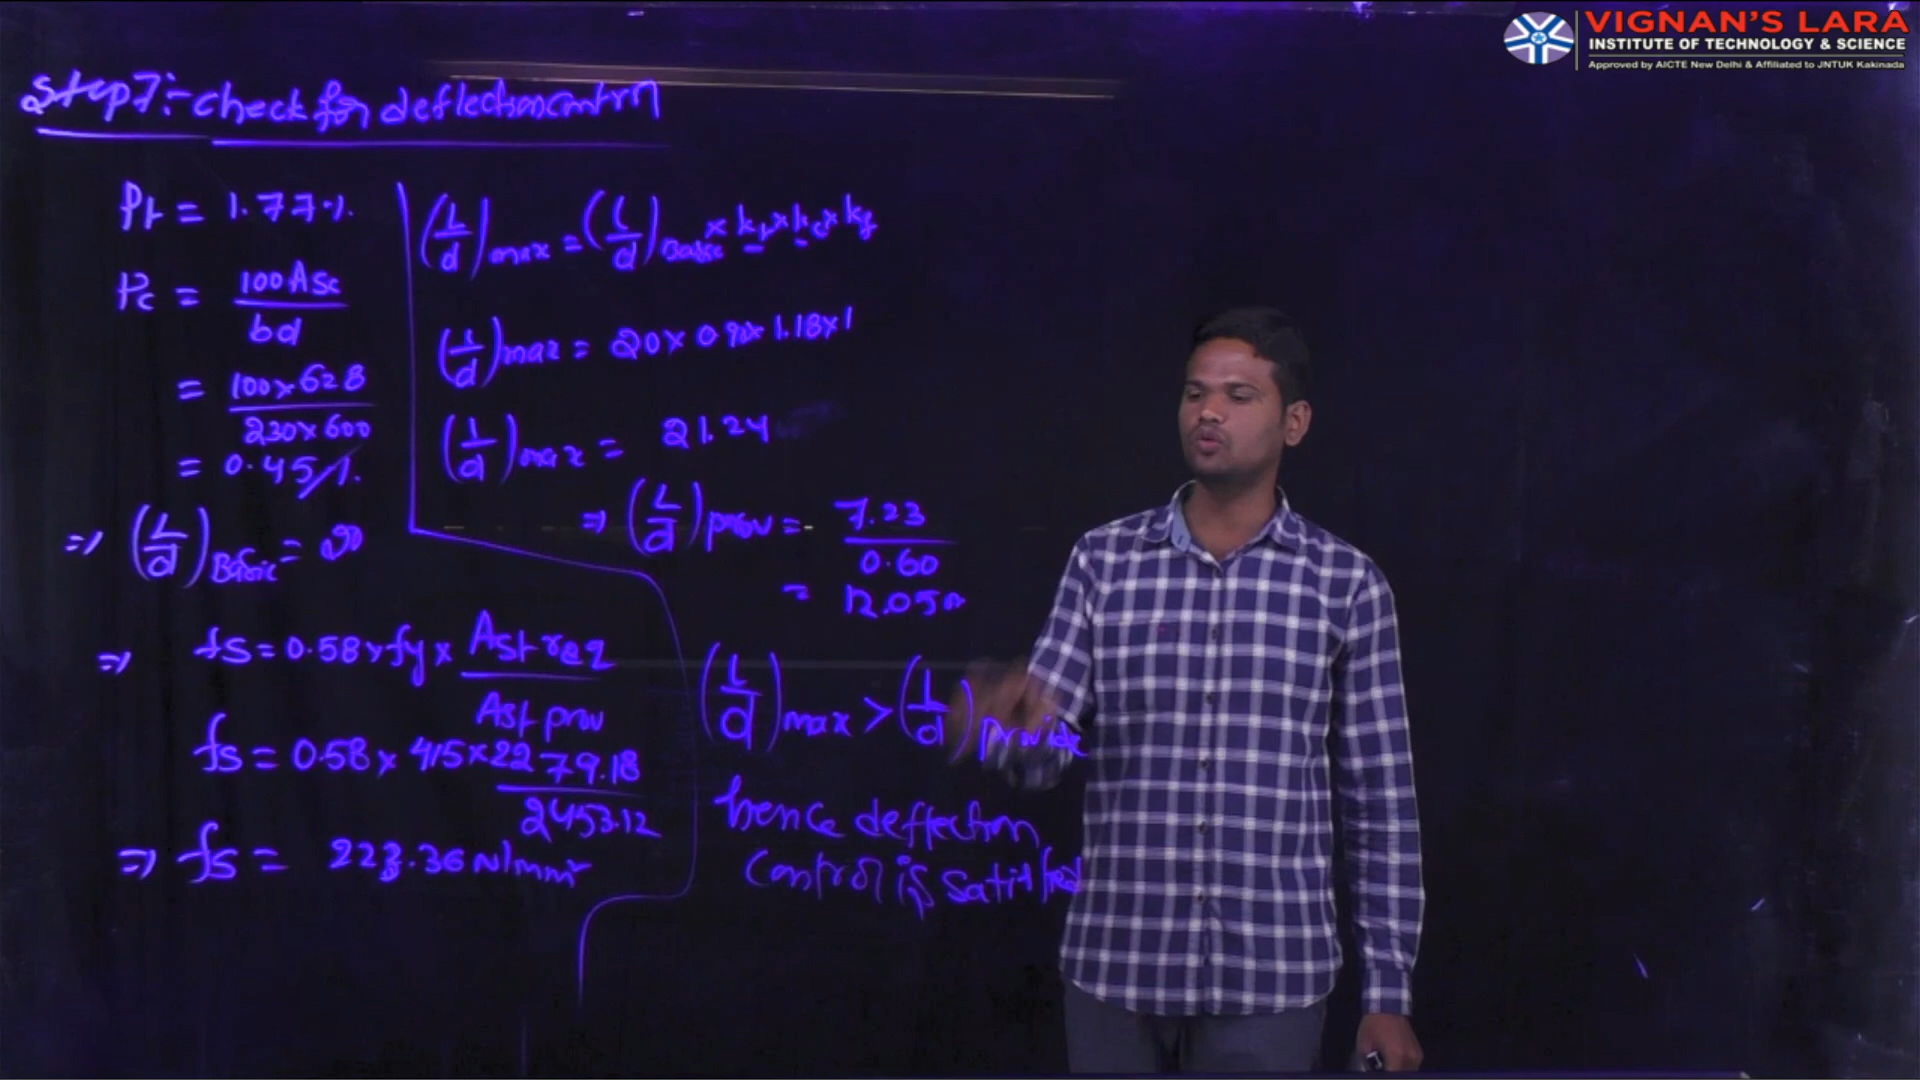 VIGNAN'S LARA
INSTITUTE OF TECHNOLOGY & SCIENCE
Approved by AICTE New Delhi & Affiliated to JNTUK Kakinada
Step7:- check for deflection control
Pt = 1.77%
Pc = 100Asc / bd
= 100×628 / 230×600
= 0.45%
⇒ (L/d)Basic = 20
⇒ fs = 0.58×fy× Ast req / Ast prov
fs = 0.58×415×2279.18 / 2453.12
⇒ fs = 223.36 N/mm²
(L/d)max = (L/d)Basic × kt × kc × kf
(L/d)max = 20×0.90×1.18×1
(L/d)max = 21.24
⇒ (L/d)prov = 7.23 / 0.60
= 12.05
(L/d)max > (L/d)provide
hence deflection
control is satisfied